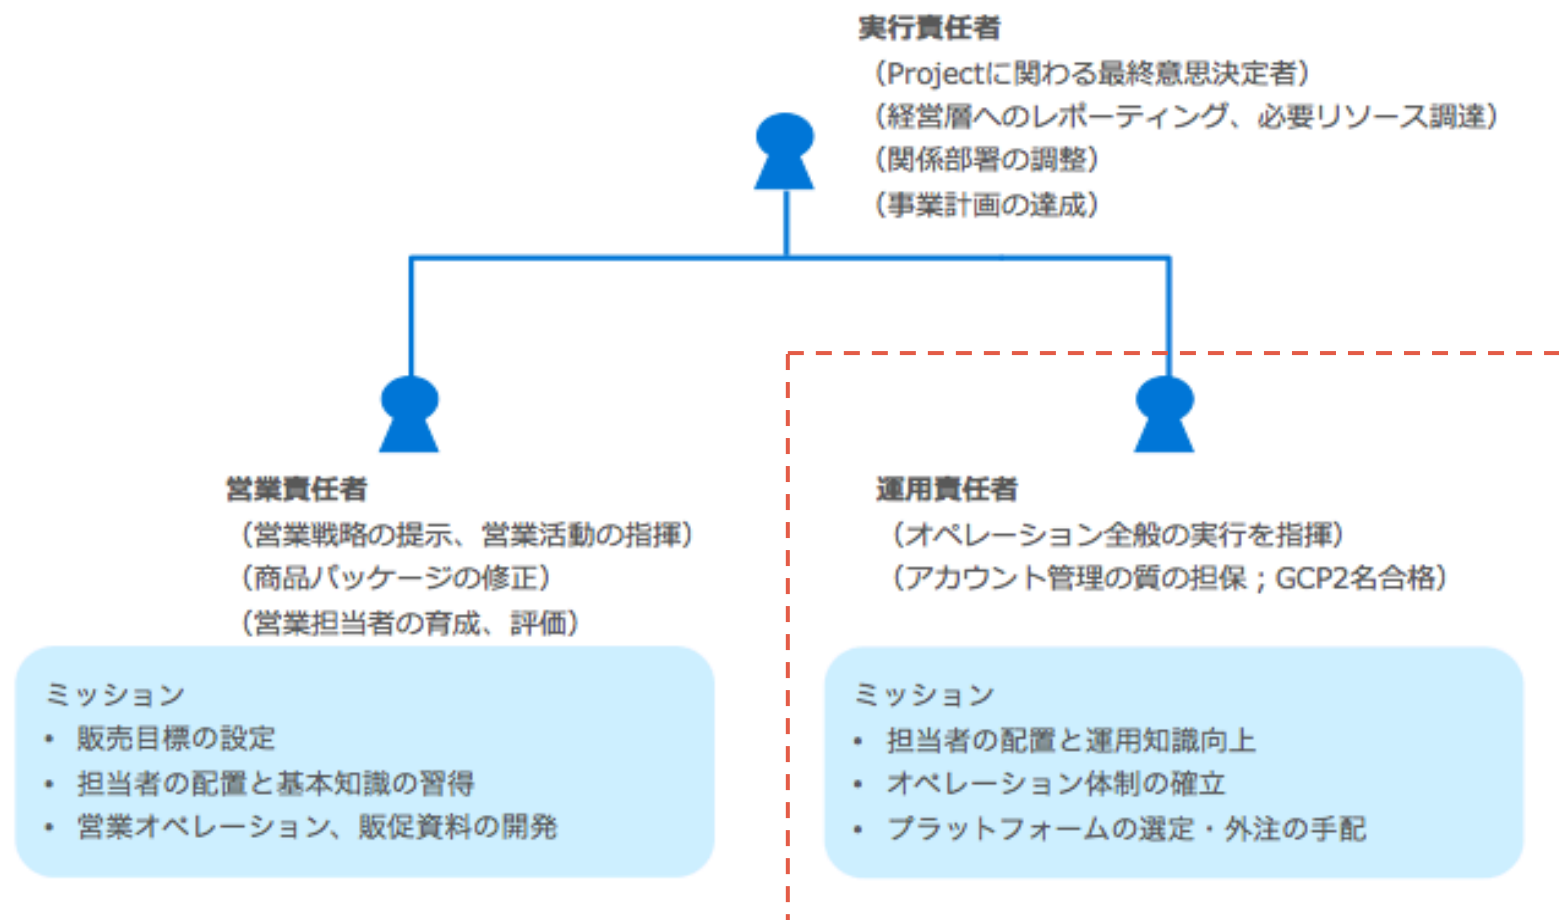 実行責任者
（Projectに関わる最終意思決定者）
（経営層へのレポーティング、必要リソース調達）
（関係部署の調整）
（事業計画の達成）
営業責任者
（営業戦略の提示、営業活動の指揮）
（商品パッケージの修正）
（営業担当者の育成、評価）
ミッション
• 販売目標の設定
• 担当者の配置と基本知識の習得
• 営業オペレーション、販促資料の開発
運用責任者
（オペレーション全般の実行を指揮）
（アカウント管理の質の担保；GCP2名合格）
ミッション
• 担当者の配置と運用知識向上
• オペレーション体制の確立
• プラットフォームの選定・外注の手配